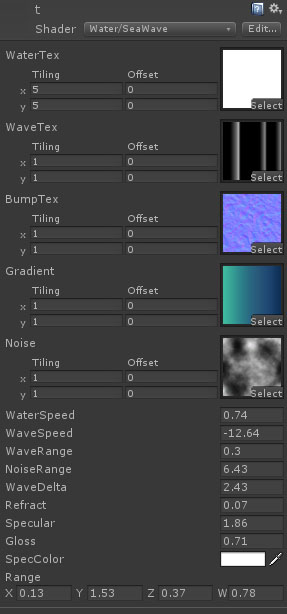 t
Shader Water/SeaWave Edit...
WaterTex
Tiling Offset
x 5 0
y 5 0
Select
WaveTex
Tiling Offset
x 1 0
y 1 0
Select
BumpTex
Tiling Offset
x 1 0
y 1 0
Select
Gradient
Tiling Offset
x 1 0
y 1 0
Select
Noise
Tiling Offset
x 1 0
y 1 0
Select
WaterSpeed 0.74
WaveSpeed -12.64
WaveRange 0.3
NoiseRange 6.43
WaveDelta 2.43
Refract 0.07
Specular 1.86
Gloss 0.71
SpecColor
Range
X 0.13 Y 1.53 Z 0.37 W 0.78